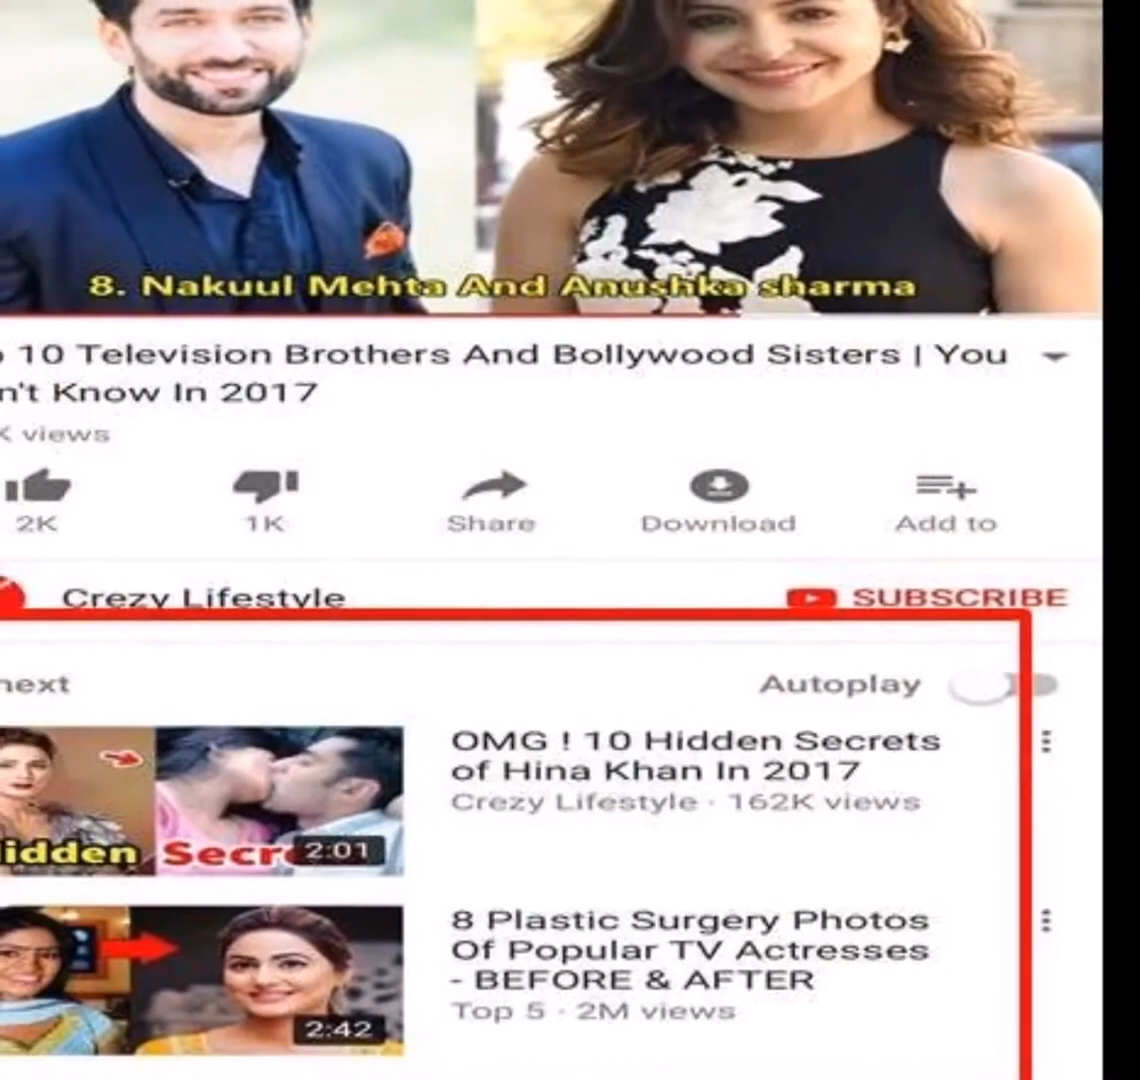 8. Nakuul Mehta And Anushka sharma
10 Television Brothers And Bollywood Sisters | You
n't Know In 2017
K views
2K
1K
Share
Download
Add to
Crezy Lifestyle
SUBSCRIBE
next
Autoplay
idden Secr
2:01
OMG ! 10 Hidden Secrets
of Hina Khan In 2017
Crezy Lifestyle · 162K views
2:42
8 Plastic Surgery Photos
Of Popular TV Actresses
- BEFORE & AFTER
Top 5 · 2M views